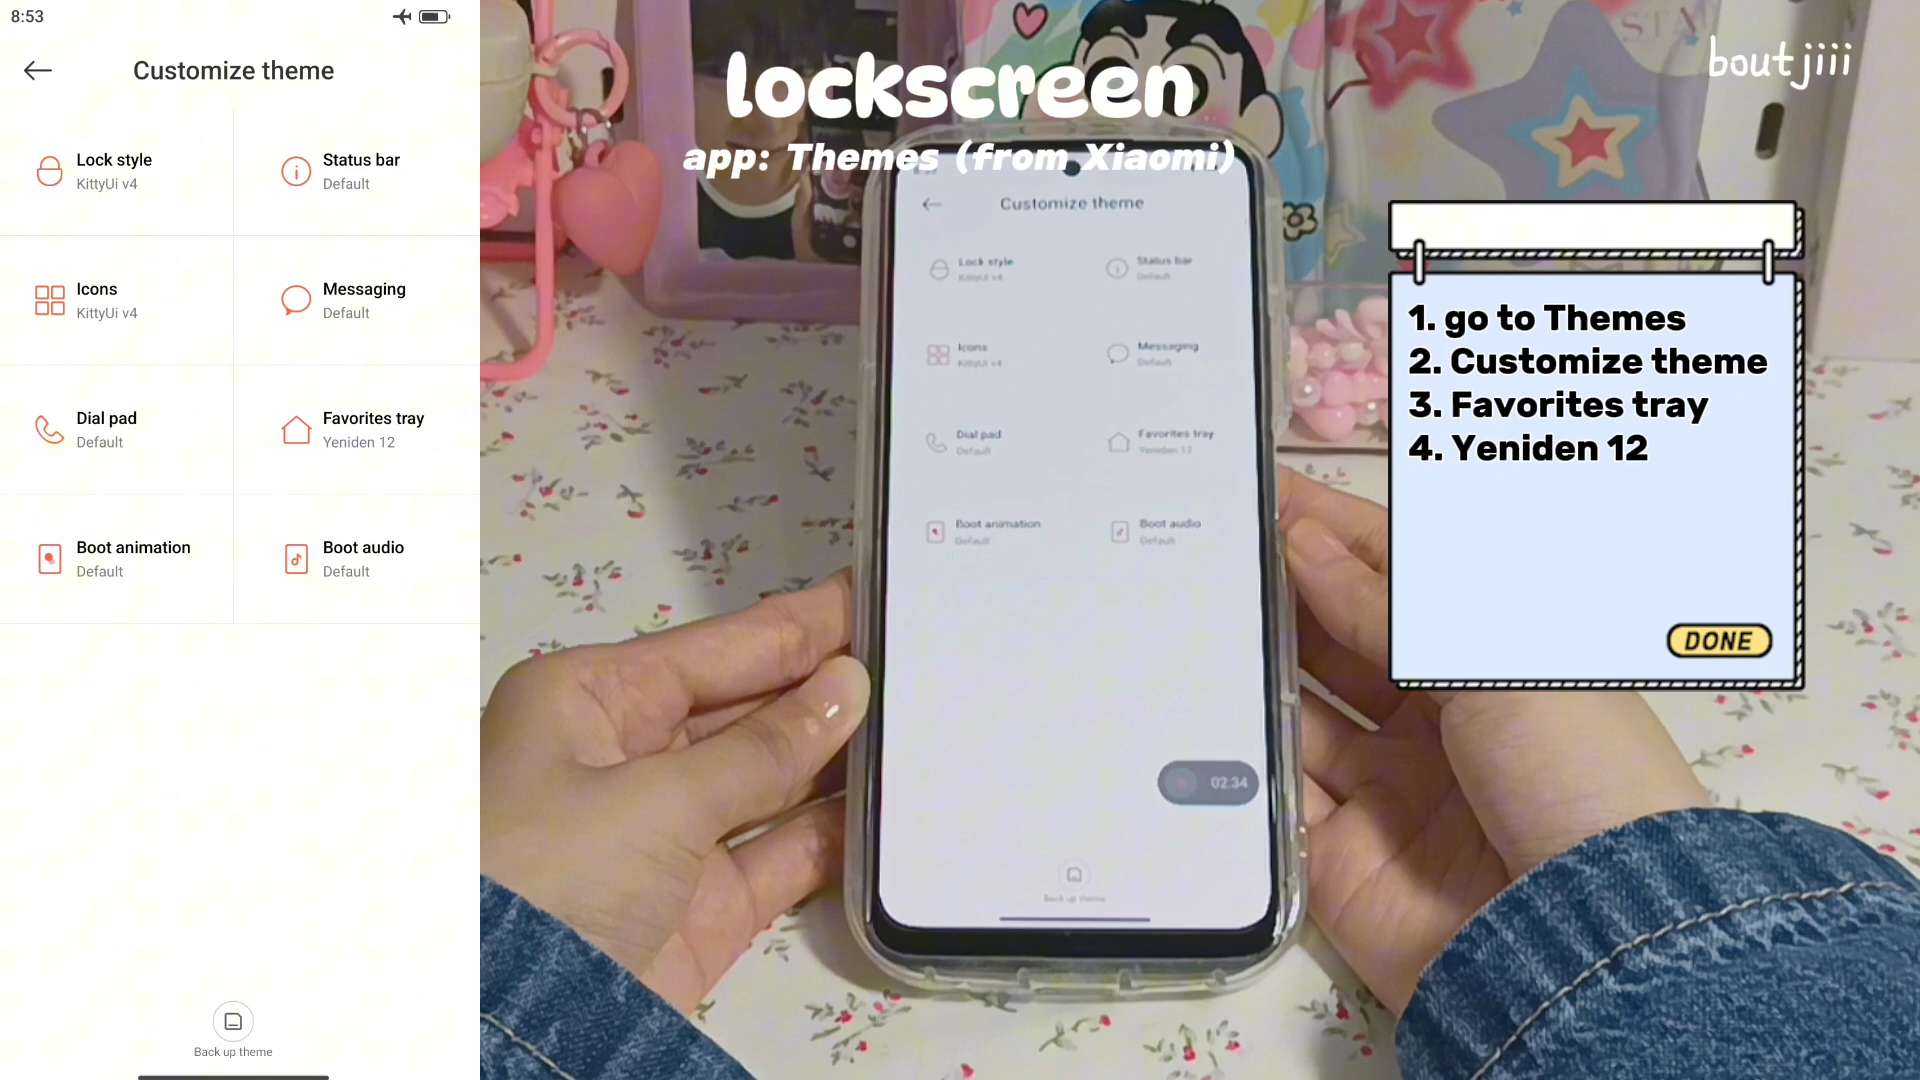 8:53
Customize theme
Lock style
KittyUi v4
Status bar
Default
Icons
KittyUi v4
Messaging
Default
Dial pad
Default
Favorites tray
Yeniden 12
Boot animation
Default
Boot audio
Default
Back up theme
lockscreen
app: Themes (from Xiaomi)
boutjiii
Customize theme
Lock style
KittyUi v4
Status bar
Default
Icons
KittyUi v4
Messaging
Default
Dial pad
Default
Favorites tray
Yeniden 12
Boot animation
Default
Boot audio
Default
02:34
Back up theme
1. go to Themes
2. Customize theme
3. Favorites tray
4. Yeniden 12
DONE